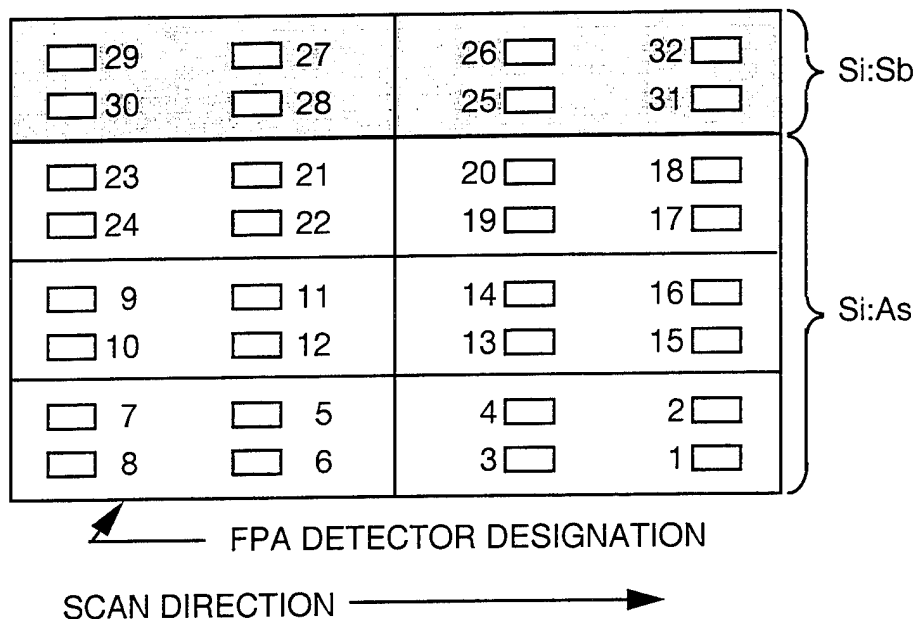 29 27 26 32
30 28 25 31
Si:Sb
23 21 20 18
24 22 19 17
9 11 14 16
10 12 13 15
Si:As
7 5 4 2
8 6 3 1
FPA DETECTOR DESIGNATION
SCAN DIRECTION